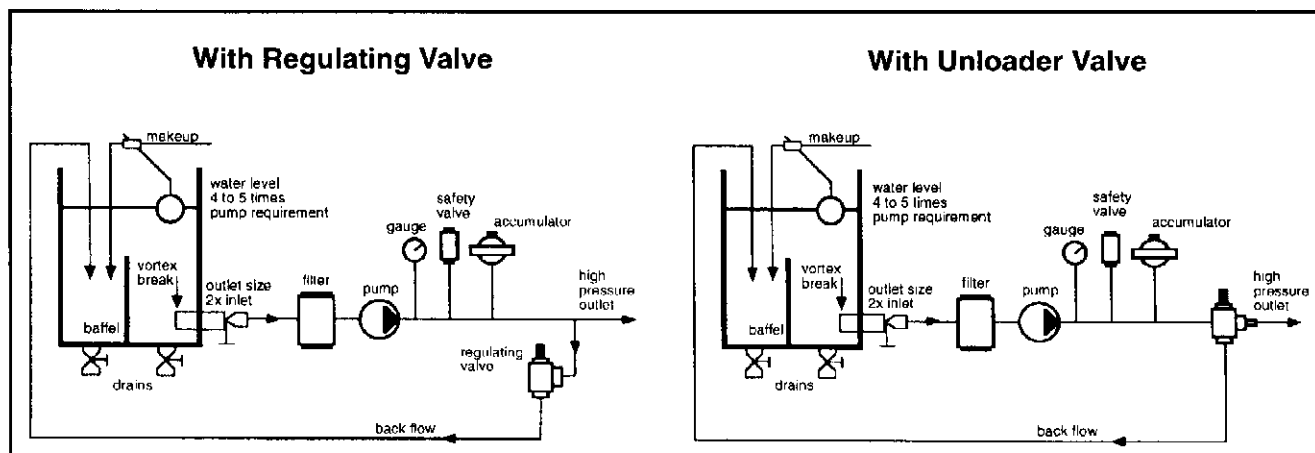 With Regulating Valve
makeup
water level
4 to 5 times
pump requirement
safety
valve
accumulator
gauge
vortex
break
outlet size
2x inlet
filter
pump
high
pressure
outlet
baffel
regulating
valvo
drains
back flow
With Unloader Valve
makeup
water level
4 to 5 times
pump requirement
safety
valve
accumulator
gauge
vortex
break
outlet size
2x inlet
filter
pump
high
pressure
outlet
baffel
drains
back flow